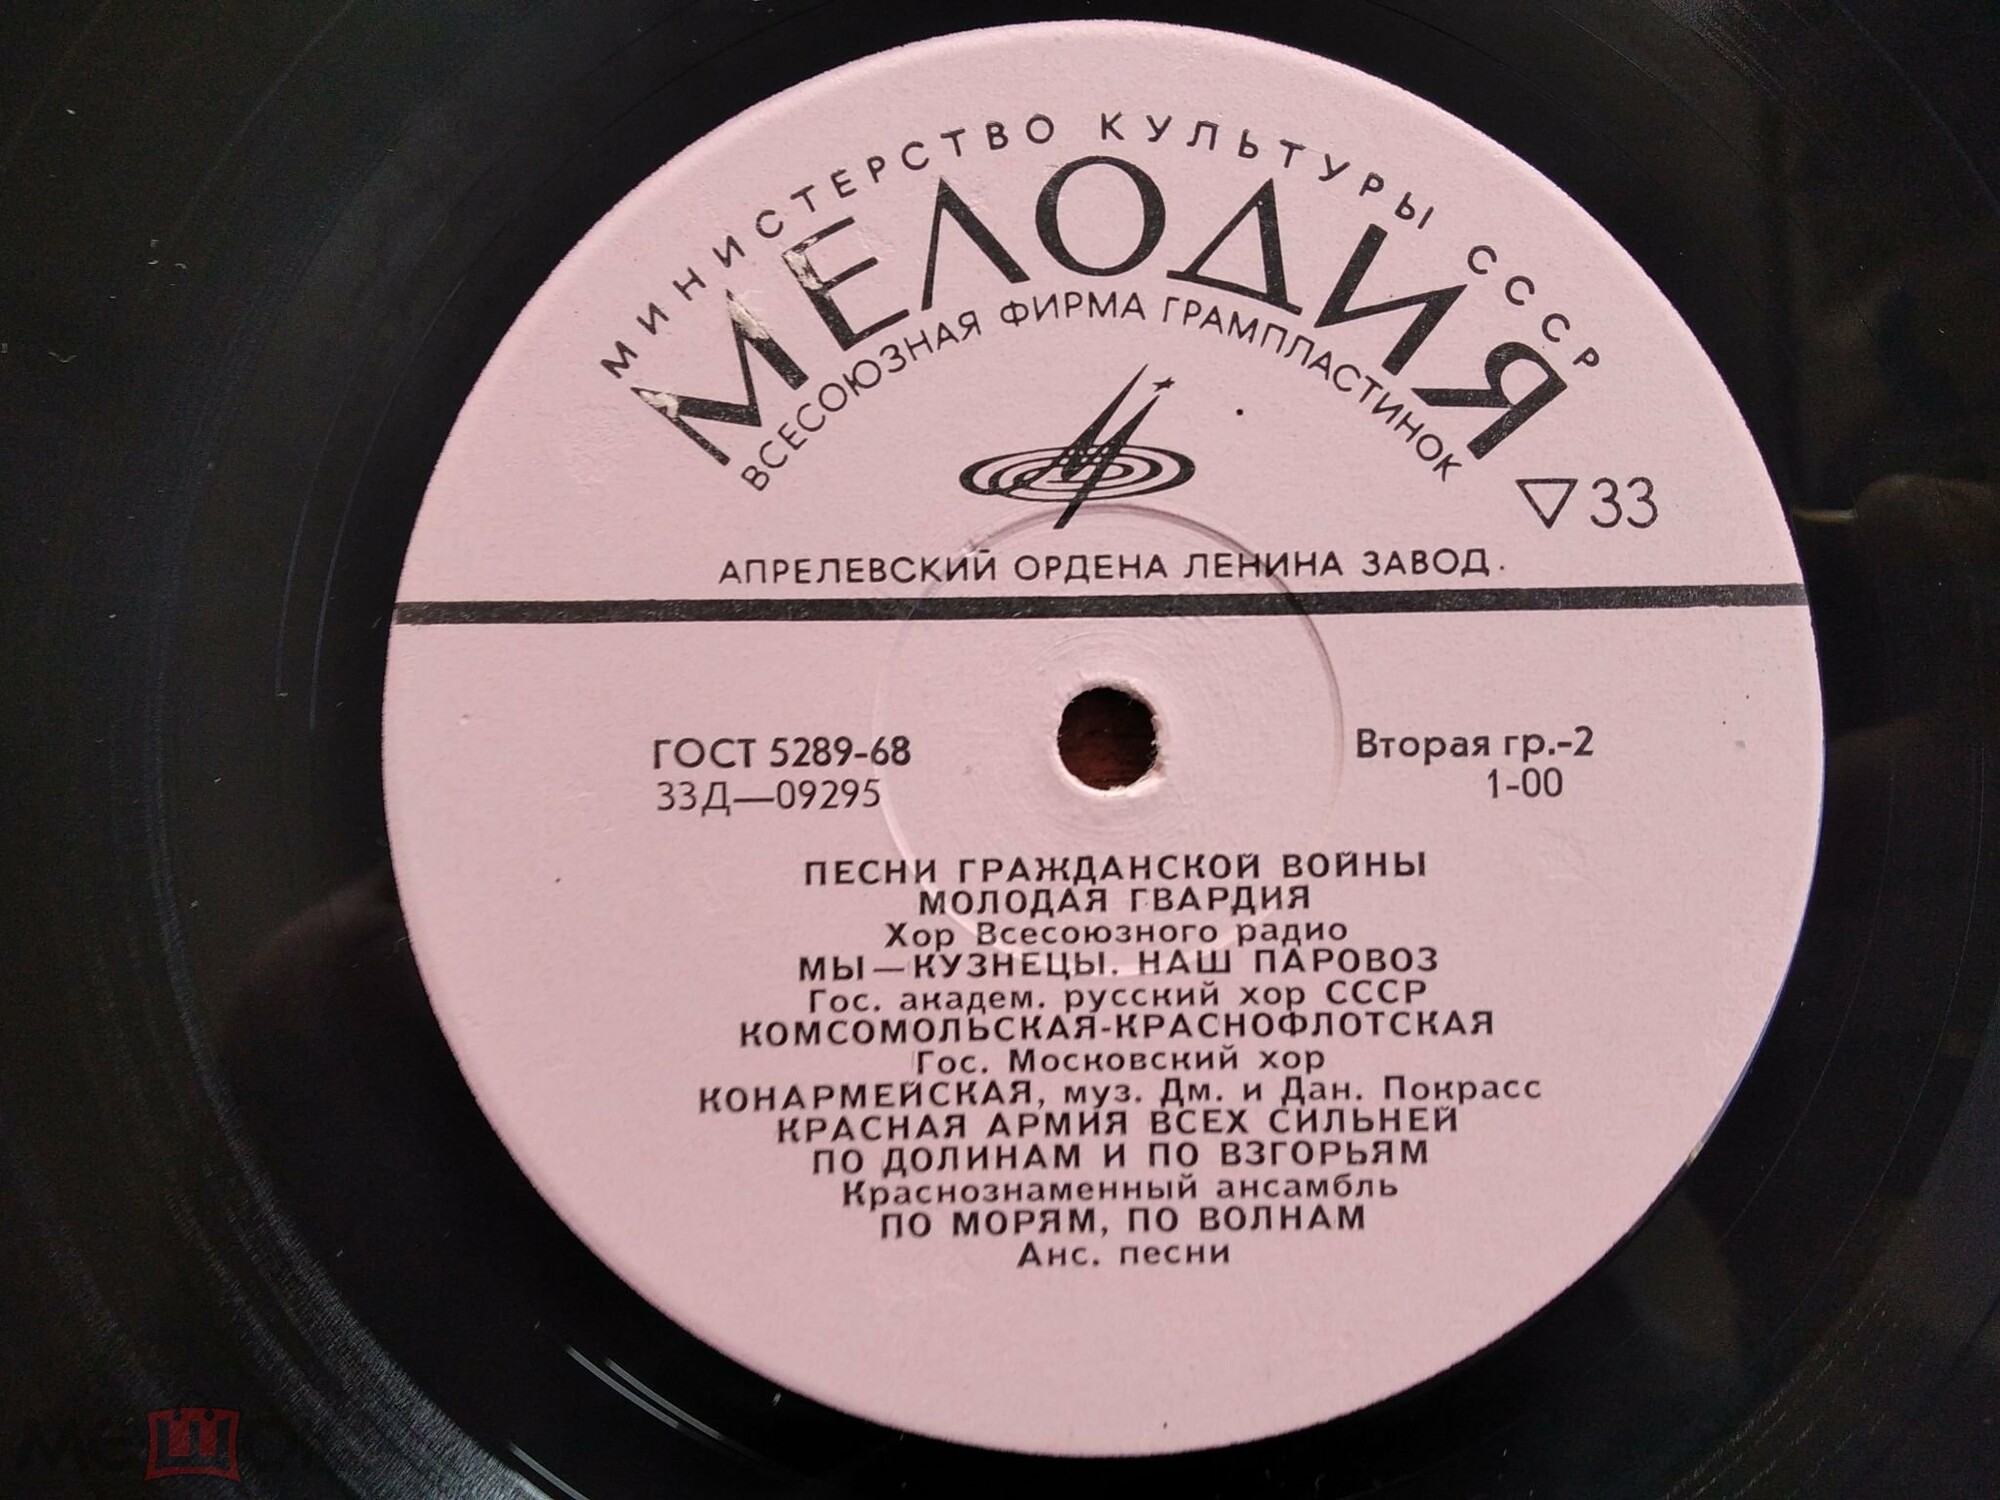 МИНИСТЕРСТВО КУЛЬТУРЫ СССР
МЕЛОДИЯ
ВСЕСОЮЗНАЯ ФИРМА ГРАМПЛАСТИНОК
▽33
АПРЕЛЕВСКИЙ ОРДЕНА ЛЕНИНА ЗАВОД.
ГОСТ 5289-68
Вторая гр.-2
33Д—09295
1-00
ПЕСНИ ГРАЖДАНСКОЙ ВОЙНЫ
МОЛОДАЯ ГВАРДИЯ
Хор Всесоюзного радио
МЫ—КУЗНЕЦЫ. НАШ ПАРОВОЗ
Гос. академ. русский хор СССР
КОМСОМОЛЬСКАЯ-КРАСНОФЛОТСКАЯ
Гос. Московский хор
КОНАРМЕЙСКАЯ, муз. Дм. и Дан. Покрасс
КРАСНАЯ АРМИЯ ВСЕХ СИЛЬНЕЙ
ПО ДОЛИНАМ И ПО ВЗГОРЬЯМ
Краснознаменный ансамбль
ПО МОРЯМ, ПО ВОЛНАМ
Анс. песни